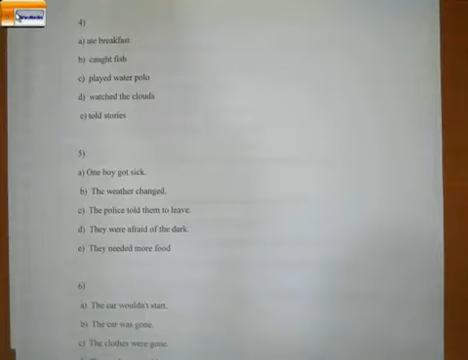 4)
a) ate breakfast
b) caught fish
c) played water polo
d) watched the clouds
e) told stories
5)
a) One boy got sick.
b) The weather changed.
c) The police told them to leave.
d) They were afraid of the dark.
e) They needed more food
6)
a) The car wouldn't start.
b) The car was gone.
c) The clothes were gone.